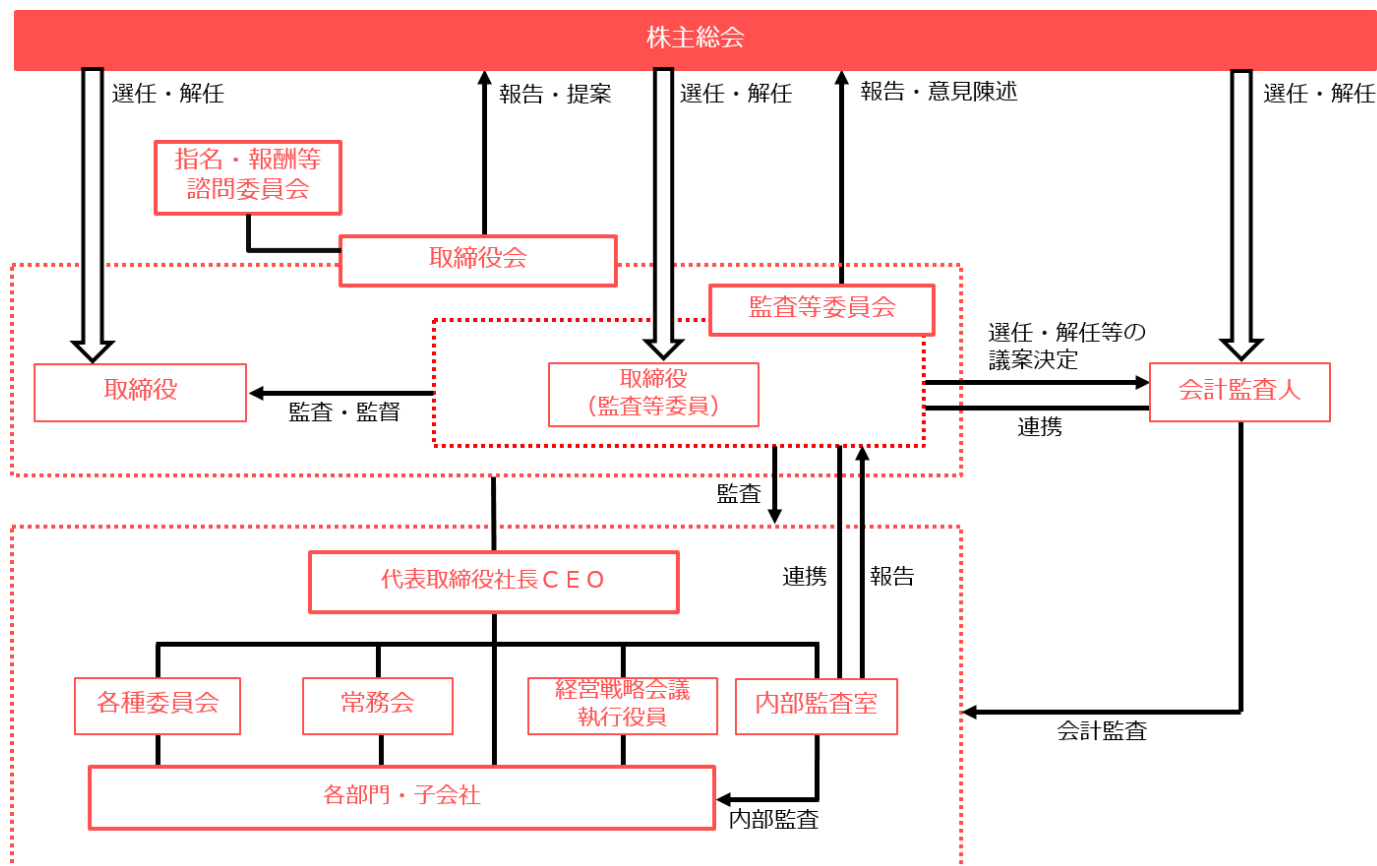 株主総会
選任・解任
報告・提案
選任・解任
報告・意見陳述
選任・解任
指名・報酬等
諮問委員会
取締役会
監査等委員会
選任・解任等の
議案決定
取締役
監査・監督
取締役
（監査等委員）
会計監査人
連携
監査
代表取締役社長ＣＥＯ
連携
報告
各種委員会
常務会
経営戦略会議
執行役員
内部監査室
会計監査
各部門・子会社
内部監査